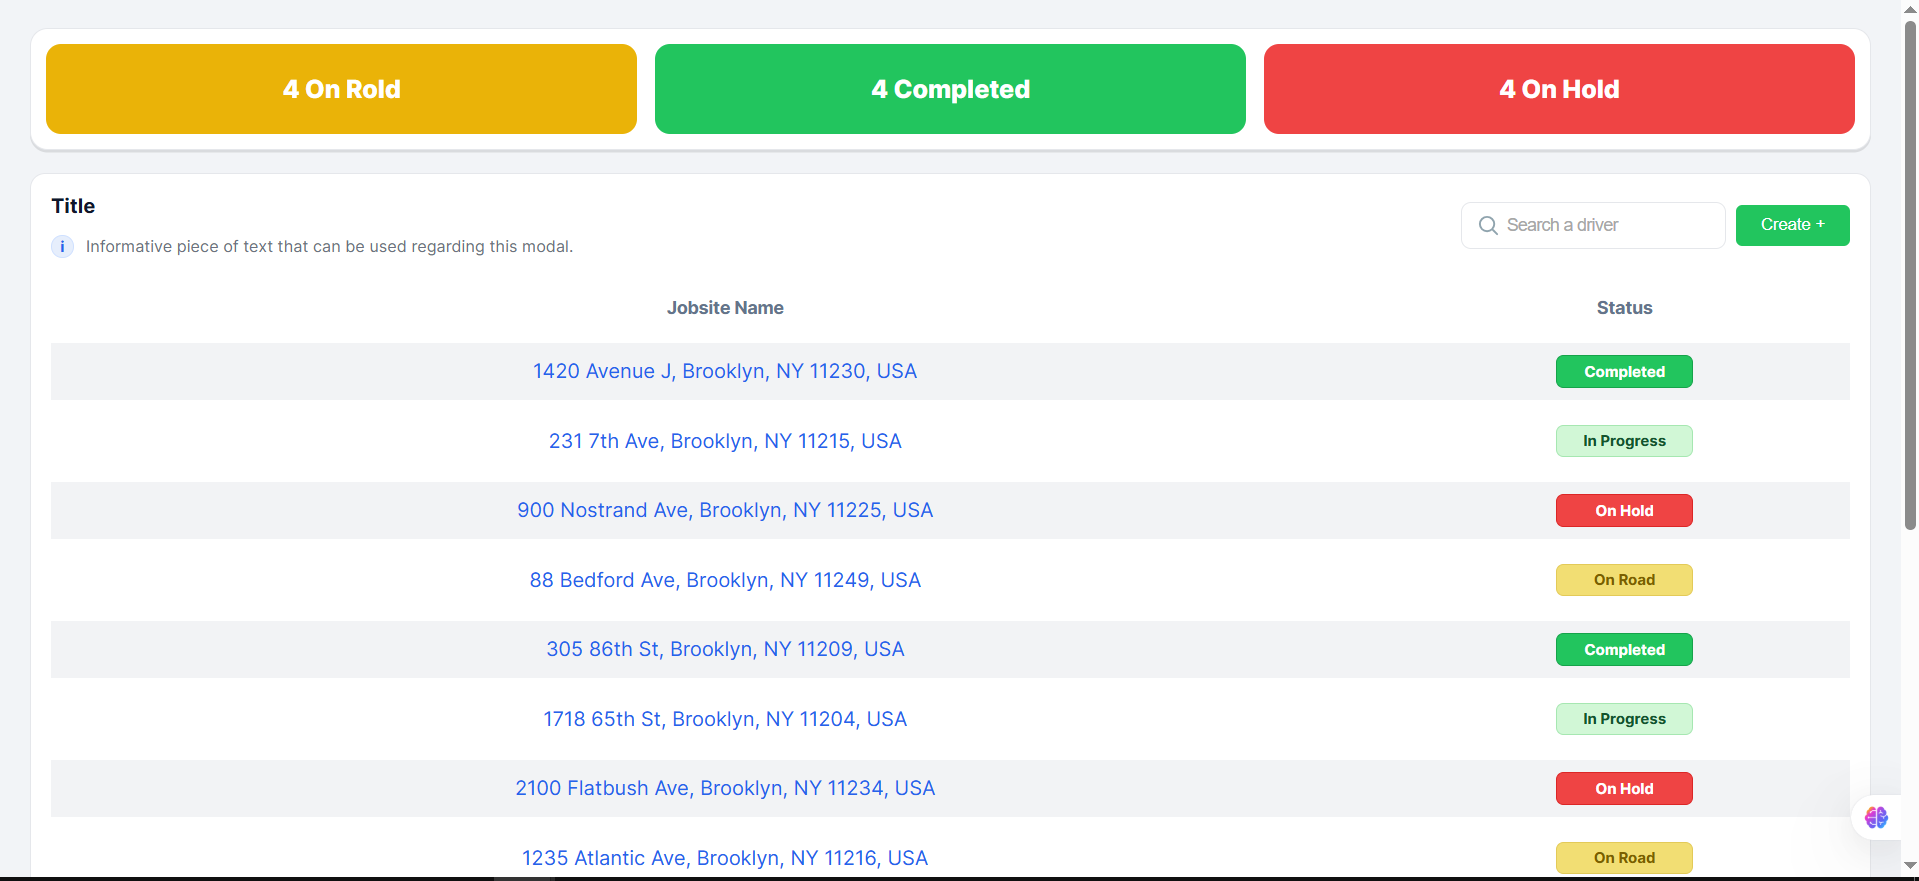 4 On Rold
4 Completed
4 On Hold
Title
i Informative piece of text that can be used regarding this modal.
Search a driver
Create +
Jobsite Name Status
1420 Avenue J, Brooklyn, NY 11230, USA Completed
231 7th Ave, Brooklyn, NY 11215, USA In Progress
900 Nostrand Ave, Brooklyn, NY 11225, USA On Hold
88 Bedford Ave, Brooklyn, NY 11249, USA On Road
305 86th St, Brooklyn, NY 11209, USA Completed
1718 65th St, Brooklyn, NY 11204, USA In Progress
2100 Flatbush Ave, Brooklyn, NY 11234, USA On Hold
1235 Atlantic Ave, Brooklyn, NY 11216, USA On Road